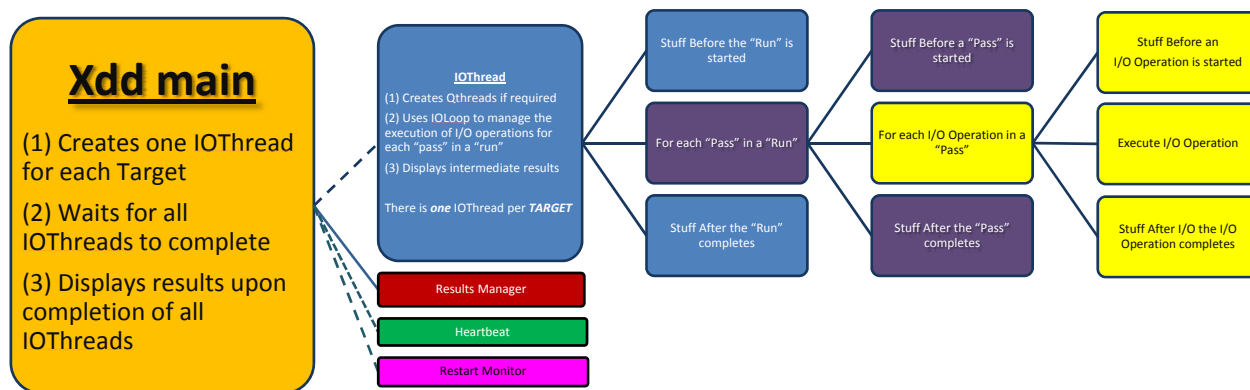 Xdd main
(1) Creates one IOThread
for each Target
(2) Waits for all
IOThreads to complete
(3) Displays results upon
completion of all
IOThreads
IOThread
(1) Creates Qthreads if required
(2) Uses IOLoop to manage the
execution of I/O operations for
each “pass” in a “run”
(3) Displays intermediate results
There is one IOThread per TARGET
Results Manager
Heartbeat
Restart Monitor
Stuff Before the “Run” is
started
For each “Pass” in a “Run”
Stuff After the “Run”
completes
Stuff Before a “Pass” is
started
For each I/O Operation in a
“Pass”
Stuff After the “Pass”
completes
Stuff Before an
I/O Operation is started
Execute I/O Operation
Stuff After I/O the I/O
Operation completes